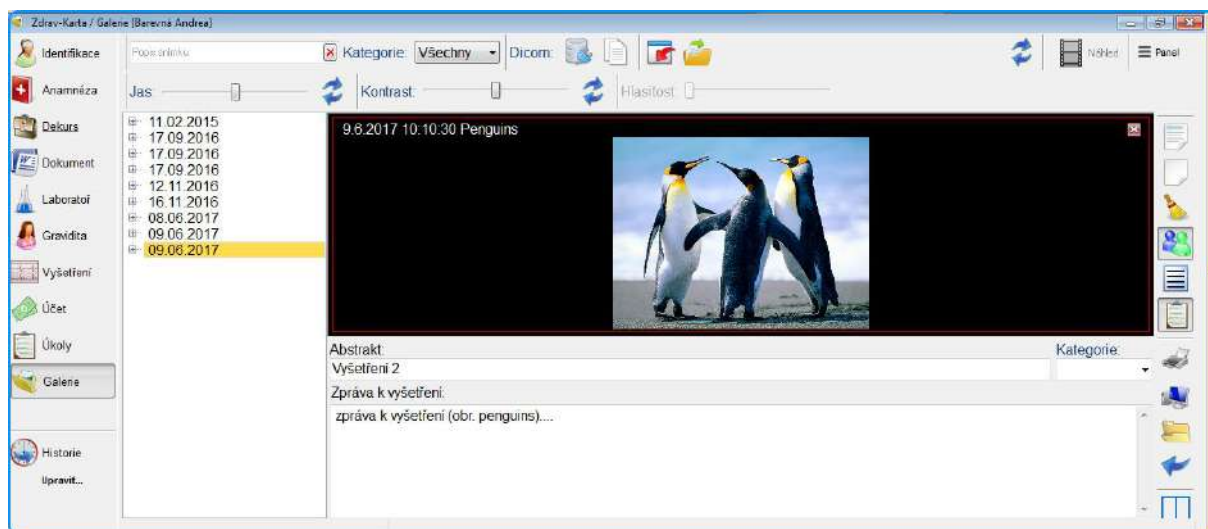 Zdrav-Karta / Galerie [Barevná Andrea]
Identifikace
Popis snímku
Kategorie: Všechny
Dicom:
Náhled
Panel
Anamnéza
Jas:
Kontrast:
Hlasitost:
Dekurs
Dokument
Laboratoř
Gravidita
Vyšetření
Účet
Úkoly
Galerie
Historie
Upravit...
11.02.2015
17.09.2016
17.09.2016
17.09.2016
12.11.2016
16.11.2016
08.06.2017
09.06.2017
09.06.2017
9.6.2017 10:10:30 Penguins
Abstrakt:
Kategorie:
Vyšetření 2
Zpráva k vyšetření:
zpráva k vyšetření (obr. penguins)....